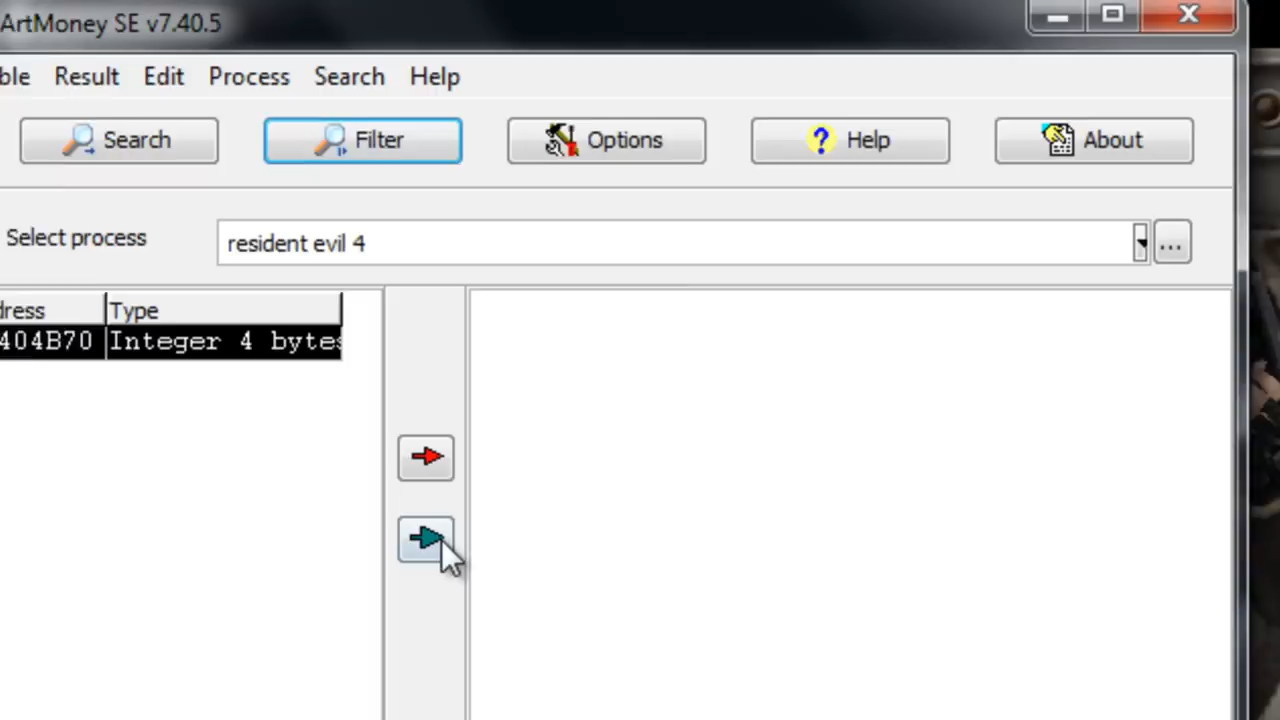 ArtMoney SE v7.40.5
ble Result Edit Process Search Help
Search Filter Options ? Help About
Select process resident evil 4 ...
dress Type
404B70 Integer 4 bytes